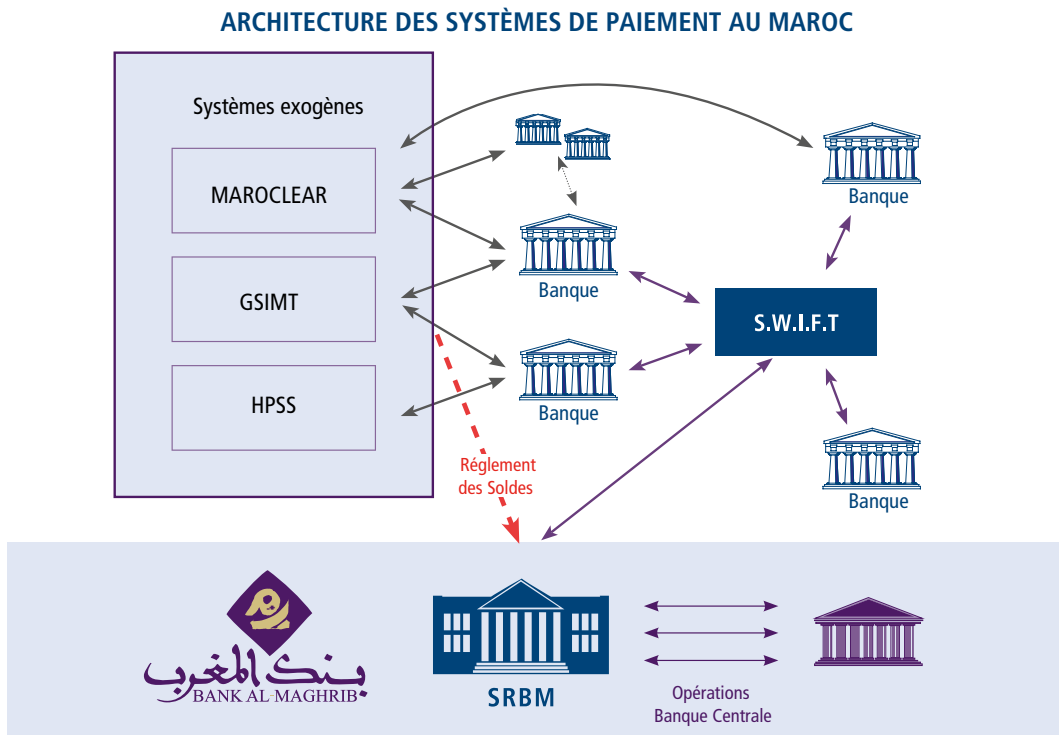 ARCHITECTURE DES SYSTÈMES DE PAIEMENT AU MAROC
Systèmes exogènes
MAROCLEAR
GSIMT
HPSS
Banque
Banque
Banque
S.W.I.F.T
Banque
Réglement
des Soldes
بنك المغرب
BANK AL-MAGHRIB
SRBM
Opérations
Banque Centrale